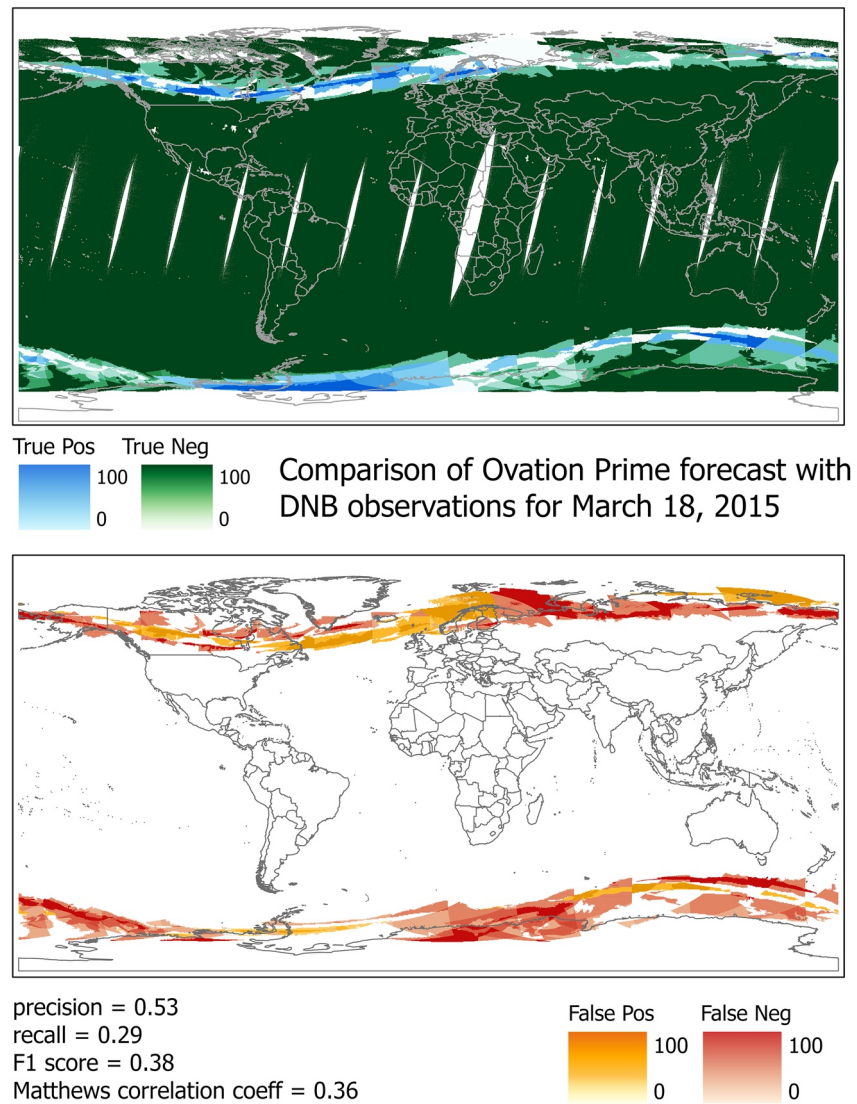 True Pos
True Neg
100
0
100
0
Comparison of Ovation Prime forecast with
DNB observations for March 18, 2015
precision = 0.53
recall = 0.29
F1 score = 0.38
Matthews correlation coeff = 0.36
False Pos
False Neg
100
0
100
0